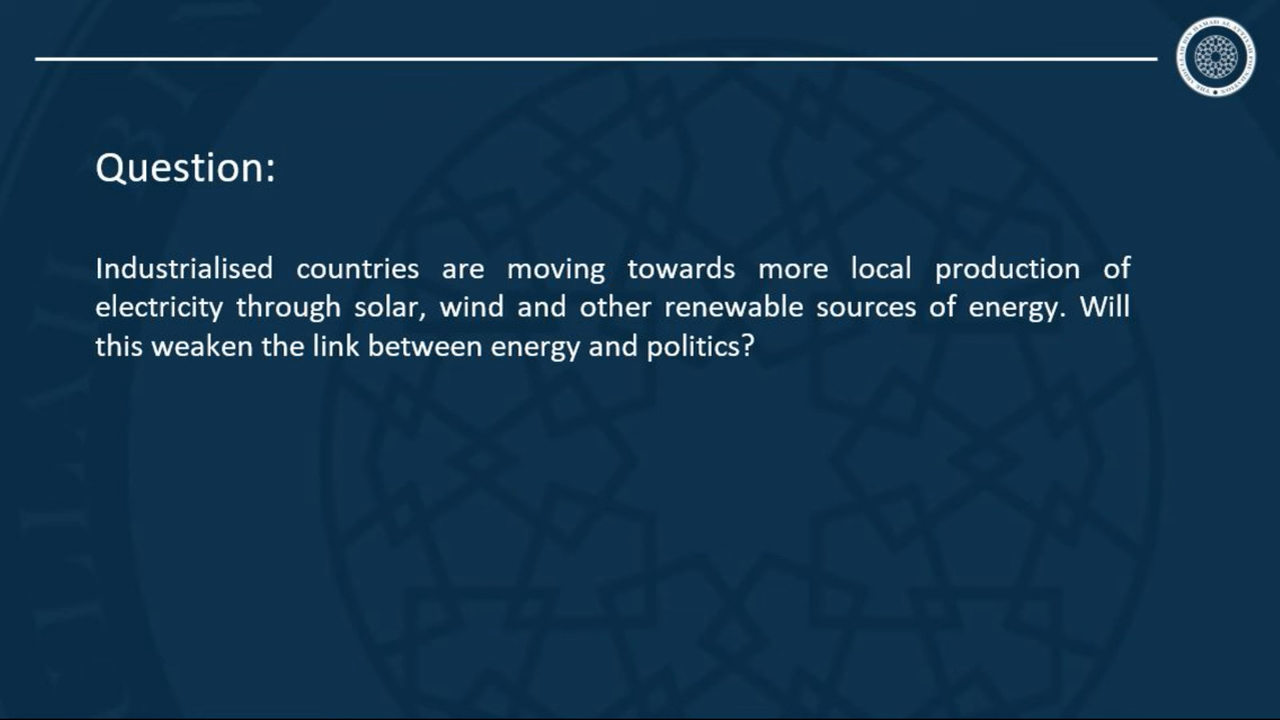 Question:
Industrialised countries are moving towards more local production of
electricity through solar, wind and other renewable sources of energy. Will
this weaken the link between energy and politics?